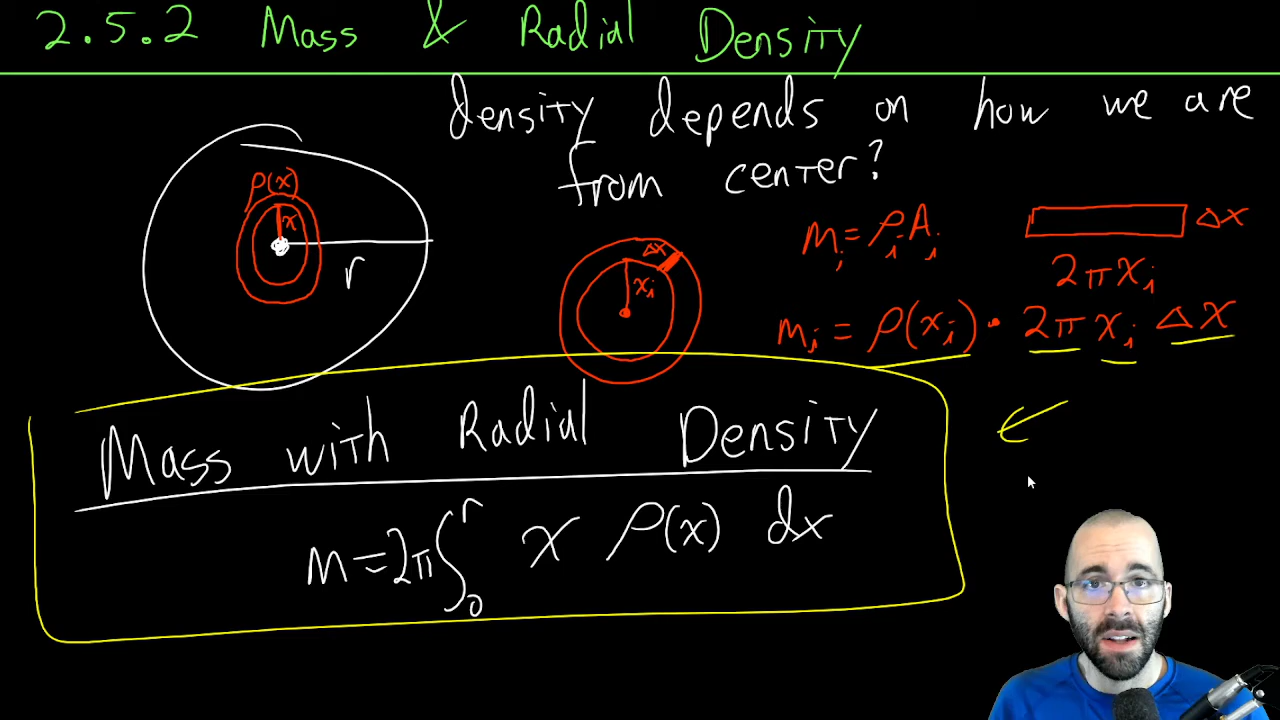 2.5.2 Mass & Radial Density
density depends on how we are
from center?
ρ(x)
x
r
Δx
xᵢ
mᵢ = ρᵢ Aᵢ
Δx
2πxᵢ
mᵢ = ρ(xᵢ) · 2π xᵢ Δx
Mass with Radial Density
m = 2π∫₀ʳ x ρ(x) dx